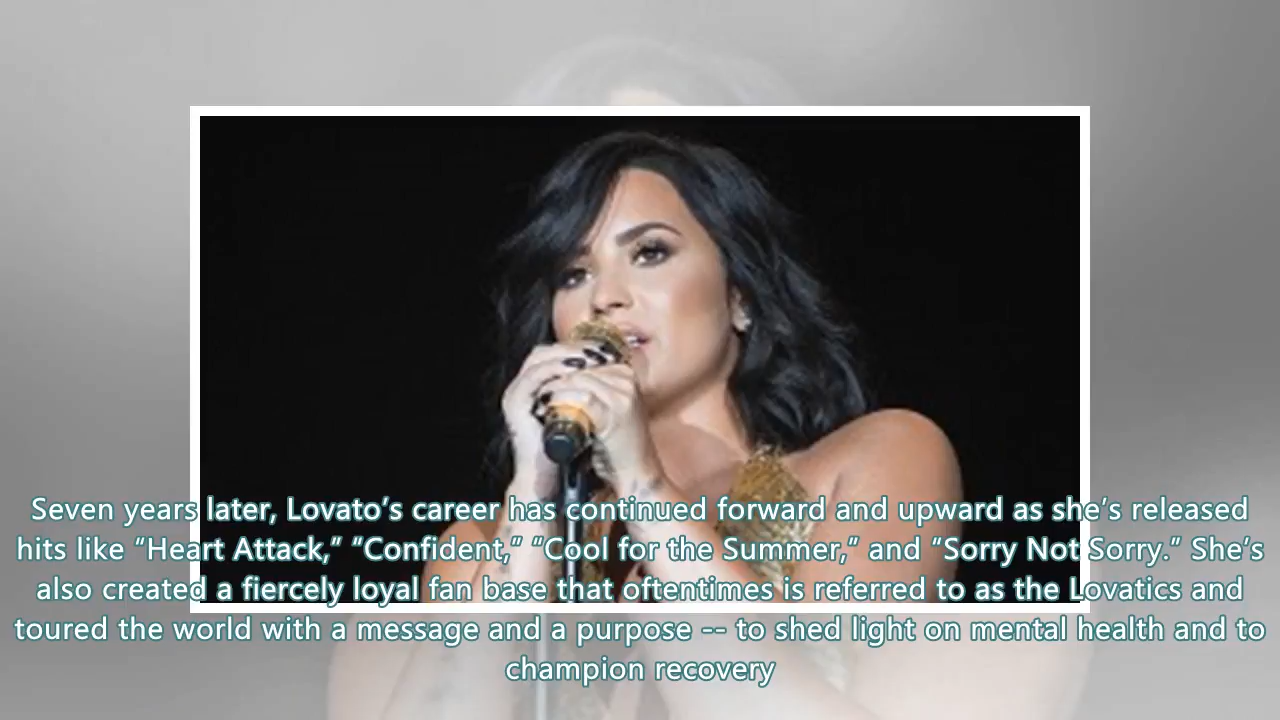 Seven years later, Lovato’s career has continued forward and upward as she’s released
hits like “Heart Attack,” “Confident,” “Cool for the Summer,” and “Sorry Not Sorry.” She’s
also created a fiercely loyal fan base that oftentimes is referred to as the Lovatics and
toured the world with a message and a purpose -- to shed light on mental health and to
champion recovery